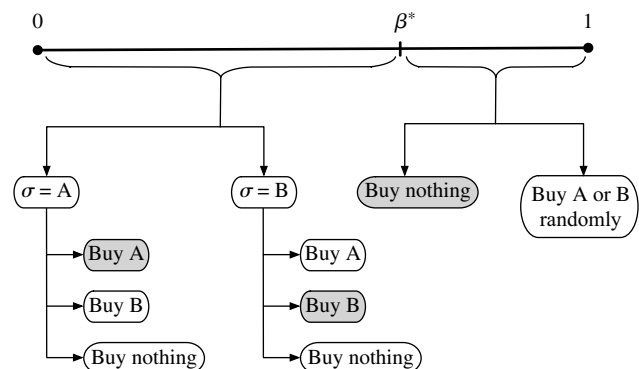 0
β*
1
σ = A
σ = B
Buy nothing
Buy A or B
randomly
Buy A
Buy A
Buy B
Buy B
Buy nothing
Buy nothing